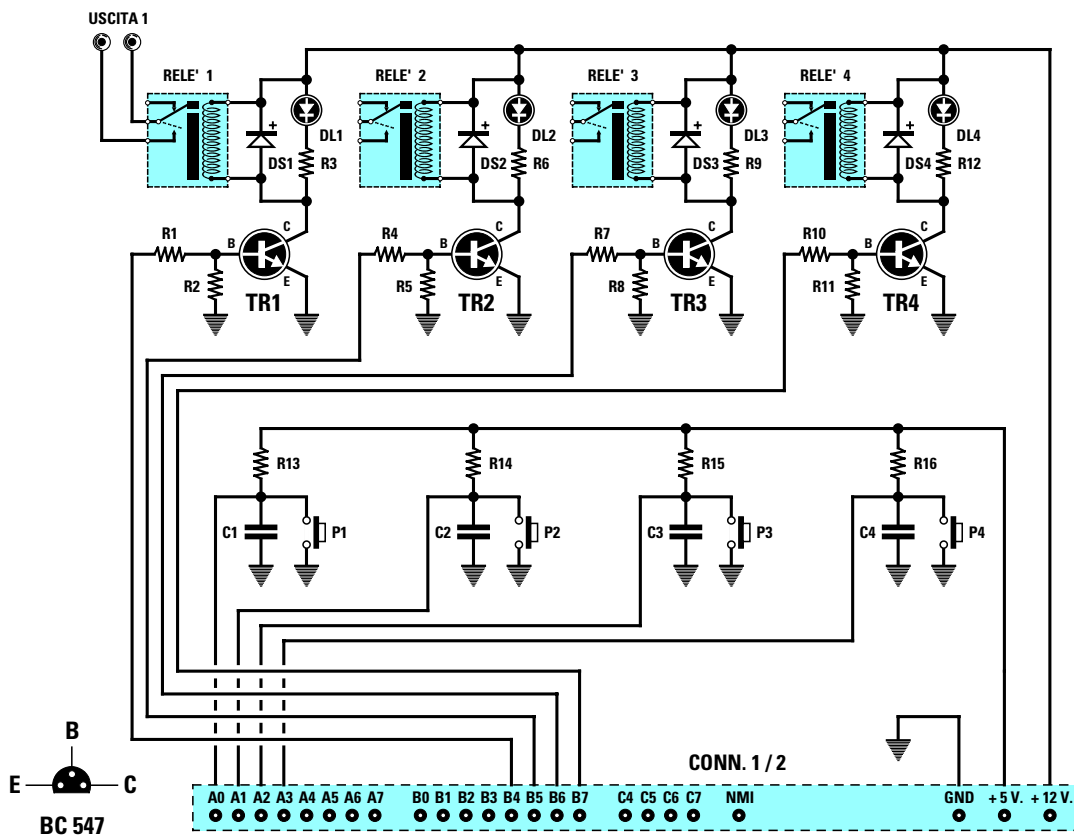 USCITA 1
RELE' 1
RELE' 2
RELE' 3
RELE' 4
+
+
+
+
DL1
DL2
DL3
DL4
DS1
R3
DS2
R6
DS3
R9
DS4
R12
R1
B
C
E
R2
TR1
R4
B
C
E
R5
TR2
R7
B
C
E
R8
TR3
R10
B
C
E
R11
TR4
R13
R14
R15
R16
C1
P1
C2
P2
C3
P3
C4
P4
CONN. 1 / 2
A0 A1 A2 A3 A4 A5 A6 A7 B0 B1 B2 B3 B4 B5 B6 B7 C4 C5 C6 C7 NMI GND + 5 V. + 12 V.
B
E C
BC 547